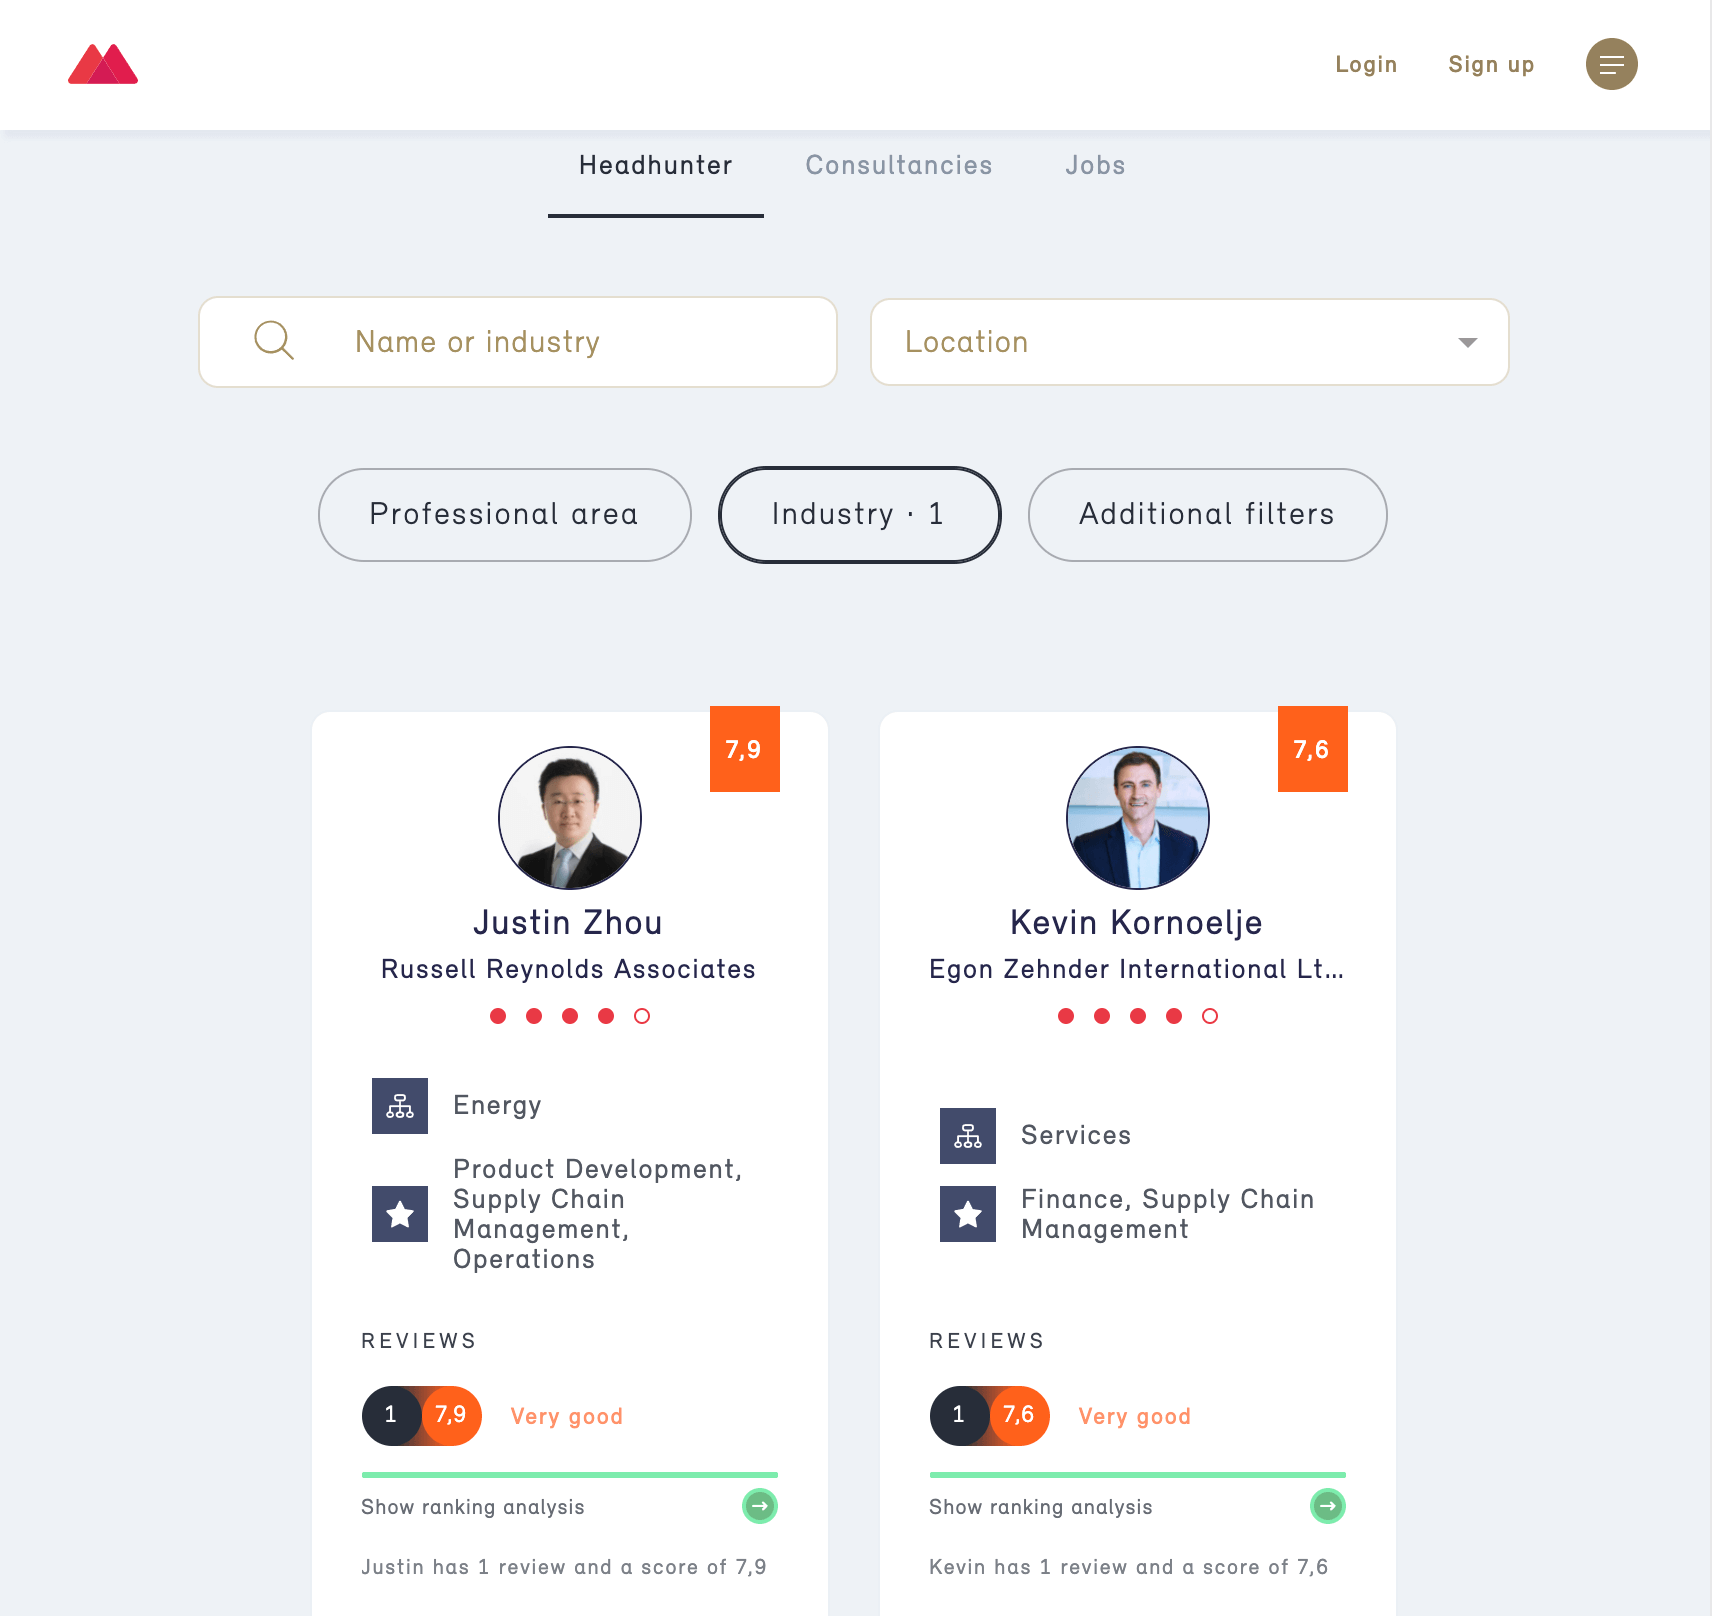 Login Sign up
Headhunter Consultancies Jobs
Name or industry Location
Professional area Industry · 1 Additional filters
7,9
Justin Zhou
Russell Reynolds Associates
Energy
Product Development,
Supply Chain
Management,
Operations
REVIEWS
1 7,9 Very good
Show ranking analysis
Justin has 1 review and a score of 7,9
7,6
Kevin Kornoelje
Egon Zehnder International Lt...
Services
Finance, Supply Chain
Management
REVIEWS
1 7,6 Very good
Show ranking analysis
Kevin has 1 review and a score of 7,6